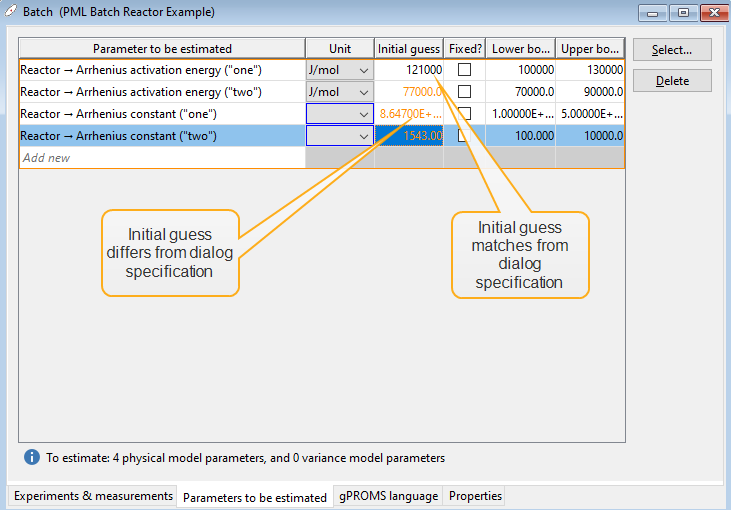 Batch (PML Batch Reactor Example)
Parameter to be estimated Unit Initial guess Fixed? Lower bo... Upper bo...
Reactor → Arrhenius activation energy ("one") J/mol 121000 100000 130000
Reactor → Arrhenius activation energy ("two") J/mol 77000.0 70000.0 90000.0
Reactor → Arrhenius constant ("one") 8.64700E+... 1.00000E+... 5.00000E+...
Reactor → Arrhenius constant ("two") 1543.00 100.000 10000.0
Add new
Select...
Delete
Initial guess
differs from dialog
specification
Initial guess
matches from
dialog
specification
To estimate: 4 physical model parameters, and 0 variance model parameters
Experiments & measurements Parameters to be estimated gPROMS language Properties